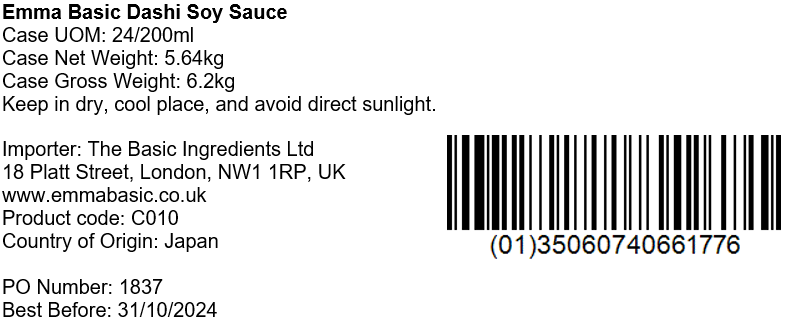 Emma Basic Dashi Soy Sauce
Case UOM: 24/200ml
Case Net Weight: 5.64kg
Case Gross Weight: 6.2kg
Keep in dry, cool place, and avoid direct sunlight.
Importer: The Basic Ingredients Ltd
18 Platt Street, London, NW1 1RP, UK
www.emmabasic.co.uk
Product code: C010
Country of Origin: Japan
(01)35060740661776
PO Number: 1837
Best Before: 31/10/2024